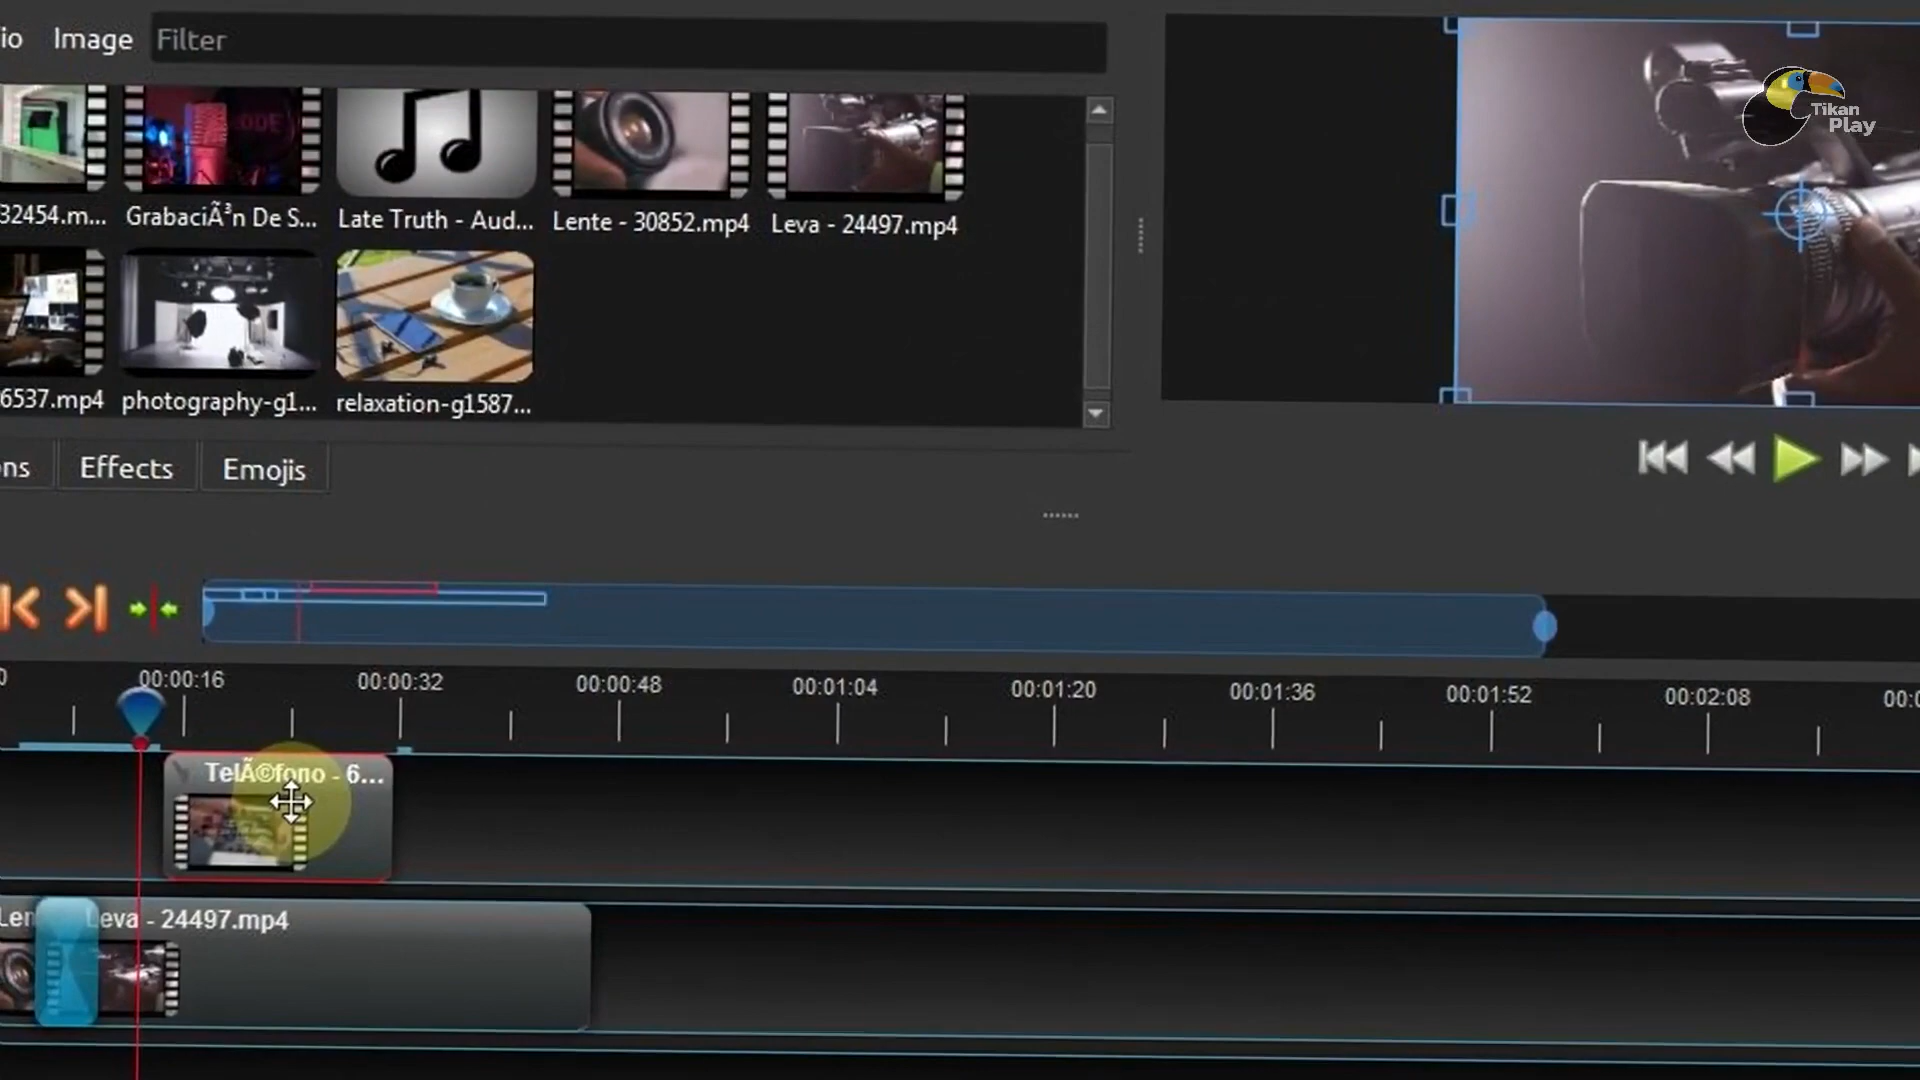 io Image Filter
Tikan
Play
32454.m... GrabaciÃ³n De S... Late Truth - Aud... Lente - 30852.mp4 Leva - 24497.mp4
6537.mp4 photography-g1... relaxation-g1587...
ns Effects Emojis
0 00:00:16 00:00:32 00:00:48 00:01:04 00:01:20 00:01:36 00:01:52 00:02:08 00:0
TelÃ©fono - 6...
Len Leva - 24497.mp4